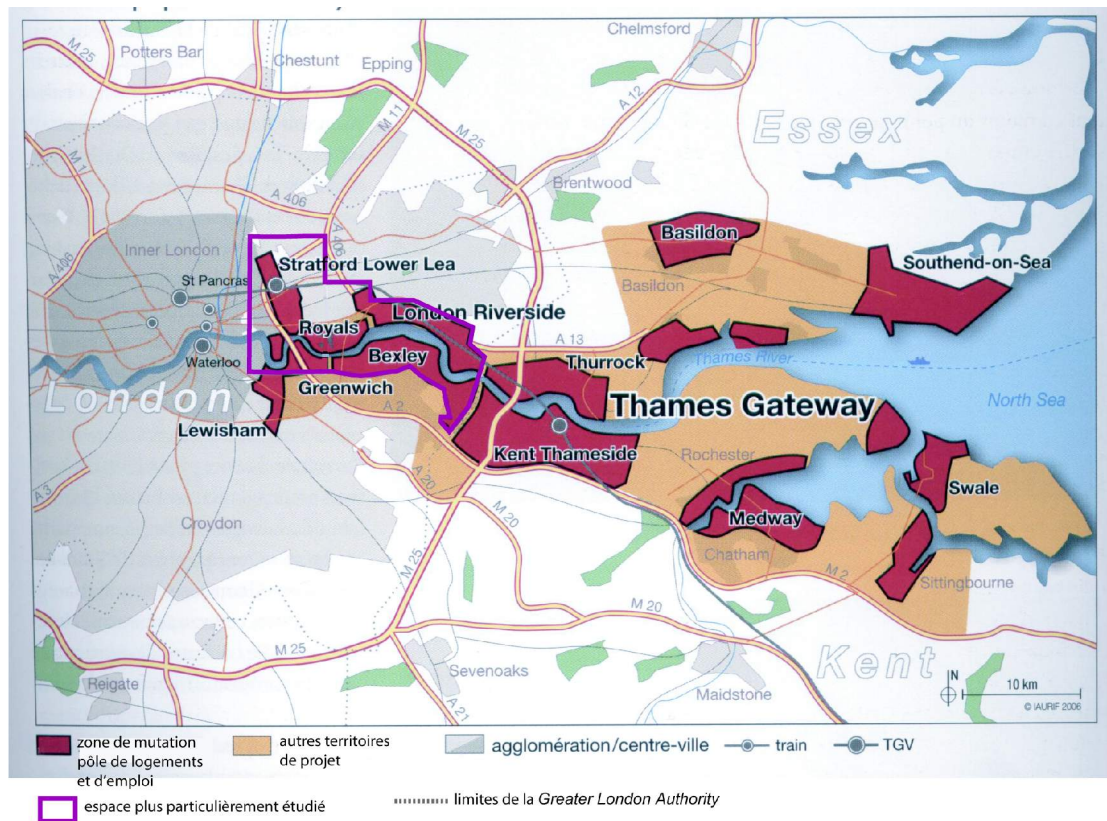 Chelmsford
M 25
Potters Bar
Chestunt
Epping
M 11
A 12
M 25
Essex
M 1
A 406
Brentwood
A 406
A 406
Inner London
St Pancras
Stratford Lower Lea
Basildon
Southend-on-Sea
Basildon
London Riverside
Royals
A 13
Bexley
Thurrock
Thames River
Waterloo
Greenwich
London
A 2
Thames Gateway
North Sea
Lewisham
Kent Thameside
Rochester
A 3
A 20
Swale
Medway
Croydon
M 20
Chatham
M 2
Sittingbourne
M 25
M 20
M 25
Sevenoaks
Kent
Reigate
A 21
Maidstone
N
10 km
© IAURIF 2006
zone de mutation
pôle de logements
et d'emploi
autres territoires
de projet
agglomération/centre-ville
train
TGV
espace plus particulièrement étudié
limites de la Greater London Authority